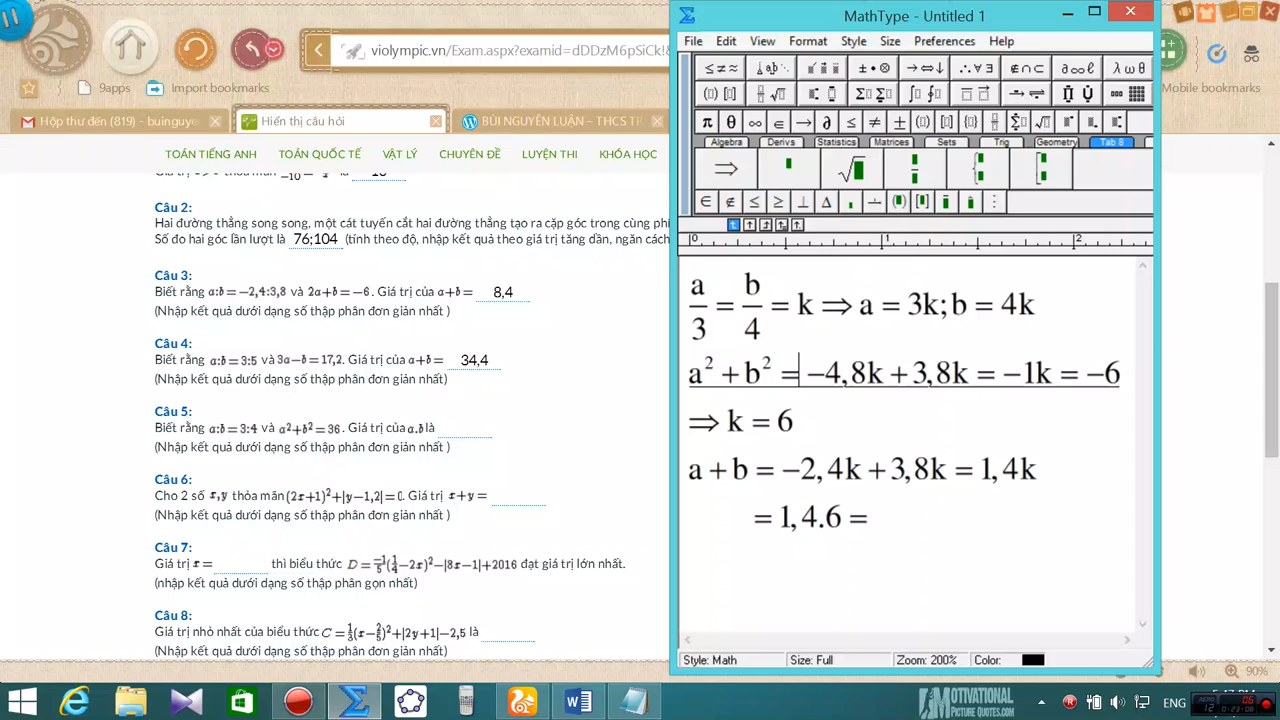 MathType - Untitled 1
violympic.vn/Exam.aspx?examid=dDDzM6pSiCk!&
File Edit View Format Style Size Preferences Help
9apps Import bookmarks Mobile bookmarks
Hộp thư đến (819) - buinguye
Hiển thị câu hỏi
BÙI NGUYÊN LUẬN – THCS TR
TOÁN TIẾNG ANH TOÁN QUỐC TẾ VẬT LÝ CHUYÊN ĐỀ LUYỆN THI KHÓA HỌC
Algebra Derivs Statistics Matrices Sets Trig Geometry Tab 8
0 1 2
Câu 2:
Hai đường thẳng song song, một cát tuyến cắt hai đường thẳng tạo ra cặp góc trong cùng phí
Số đo hai góc lần lượt là 76;104 (tính theo độ, nhập kết quả theo giá trị tăng dần, ngăn cách
Câu 3:
Biết rằng a:b=-2,4:3,8 và 2a+b=-6. Giá trị của a+b= 8,4
(Nhập kết quả dưới dạng số thập phân đơn giản nhất )
Câu 4:
Biết rằng a:b=3:5 và 3a-b=17,2. Giá trị của a+b= 34,4
(Nhập kết quả dưới dạng số thập phân đơn giản nhất)
Câu 5:
Biết rằng a:b=3:4 và a²+b²=36. Giá trị của a.b là
(Nhập kết quả dưới dạng số thập phân đơn giản nhất )
Câu 6:
Cho 2 số x,y thỏa mãn (2x+1)²+|y-1,2|=0. Giá trị x+y=
(Nhập kết quả dưới dạng số thập phân đơn giản nhất )
Câu 7:
Giá trị x= thì biểu thức D=-1/5(1/4-2x)²-|8x-1|+2016 đạt giá trị lớn nhất.
(nhập kết quả dưới dạng số thập phân gọn nhất)
Câu 8:
Giá trị nhỏ nhất của biểu thức C=1/3(x-2/5)²+|2y+1|-2,5 là
(Nhập kết quả dưới dạng số thập phân đơn giản nhất )
a/3 = b/4 = k ⇒ a = 3k; b = 4k
a² + b² = −4,8k + 3,8k = −1k = −6
⇒ k = 6
a + b = −2,4k + 3,8k = 1,4k
= 1,4.6 =
Style: Math Size: Full Zoom: 200% Color:
90%
MOTIVATIONAL
PICTUREQUOTES.COM
ENG
5:47 PM